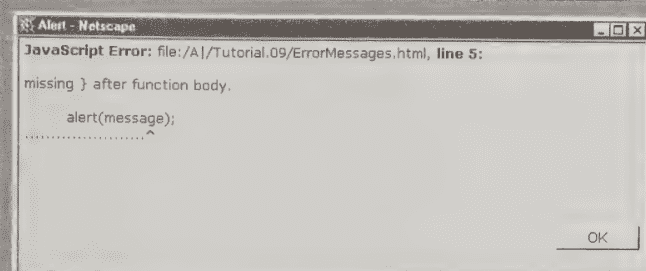 Alert - Netscape
JavaScript Error: file:/A|/Tutorial.09/ErrorMessages.html, line 5:
missing } after function body.
alert(message);
.......................^
OK